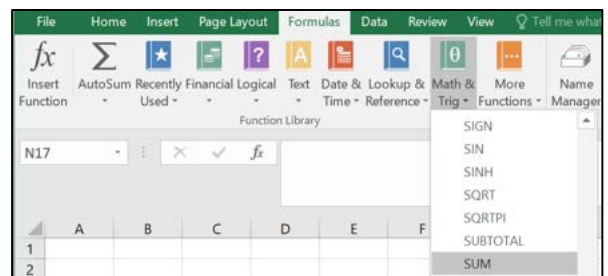 File Home Insert Page Layout Formulas Data Review View Tell me what
fx Σ ? A θ
Insert AutoSum Recently Financial Logical Text Date & Lookup & Math & More Name
Function Used Time Reference Trig Functions Manager
Function Library
N17 fx
SIGN
SIN
SINH
SQRT
SQRTPI
SUBTOTAL
SUM
A B C D E F
1
2